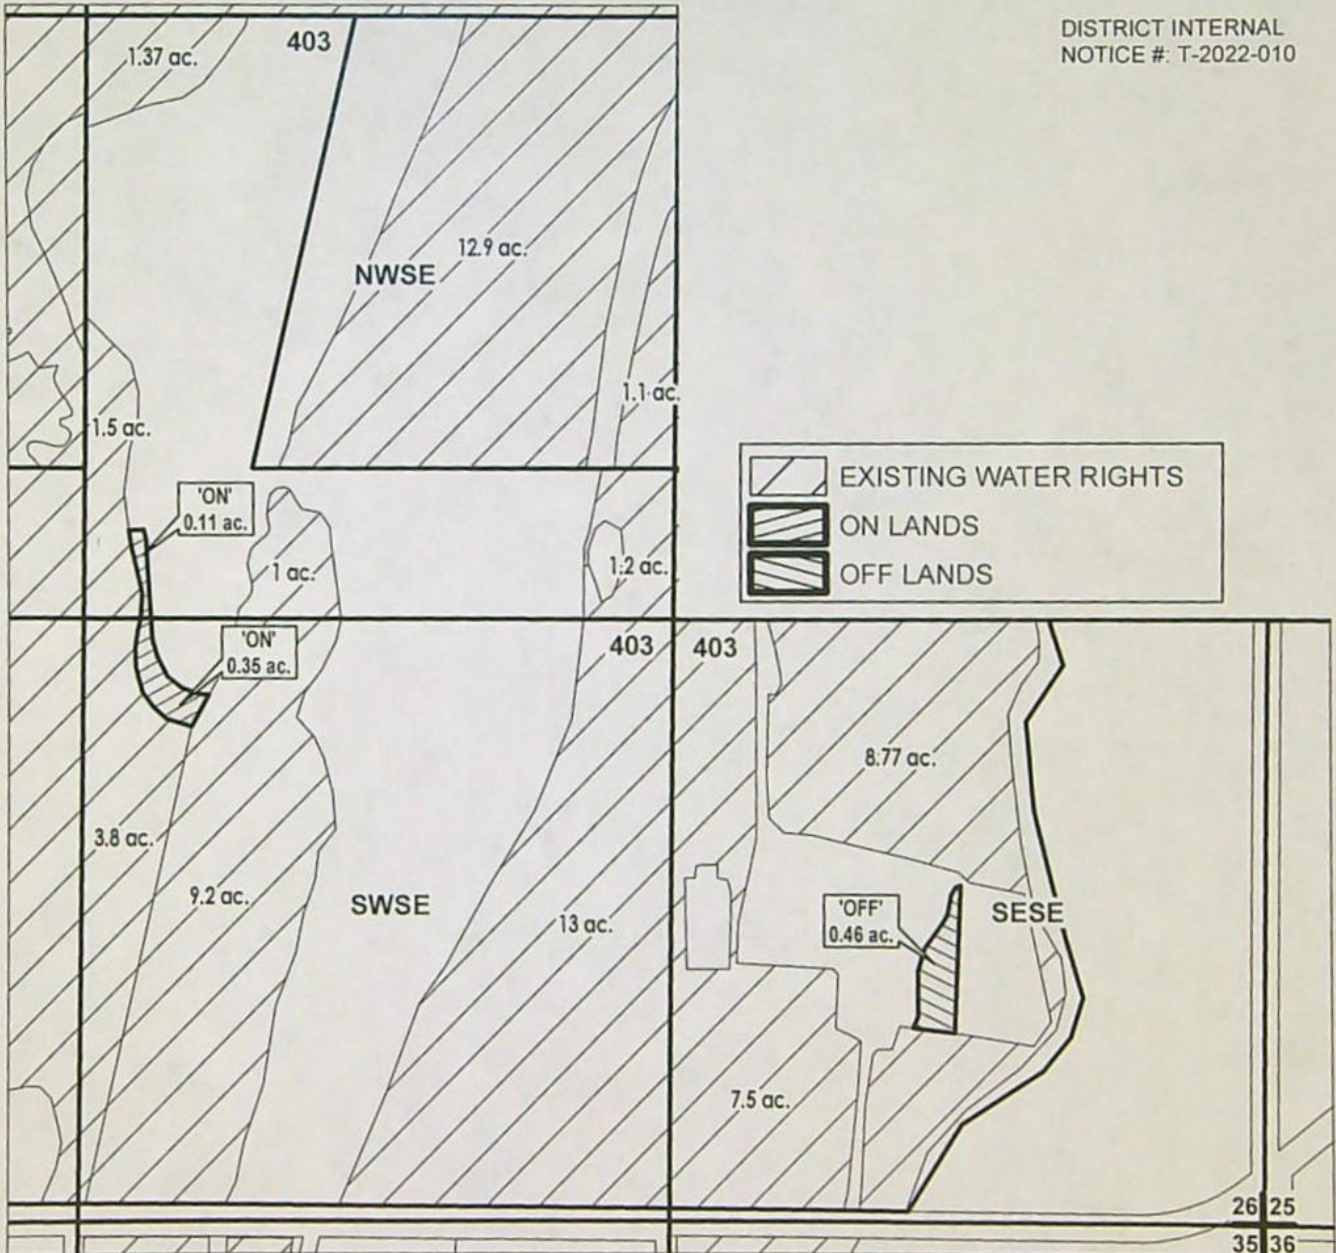 DISTRICT INTERNAL
NOTICE #: T-2022-010
403
1.37 ac.
12.9 ac.
NWSE
1.1 ac.
1.5 ac.
EXISTING WATER RIGHTS
ON LANDS
OFF LANDS
'ON'
0.11 ac.
1 ac.
1.2 ac.
'ON'
0.35 ac.
403
403
8.77 ac.
3.8 ac.
9.2 ac.
SWSE
13 ac.
'OFF'
0.46 ac.
SESE
7.5 ac.
26 25
35 36